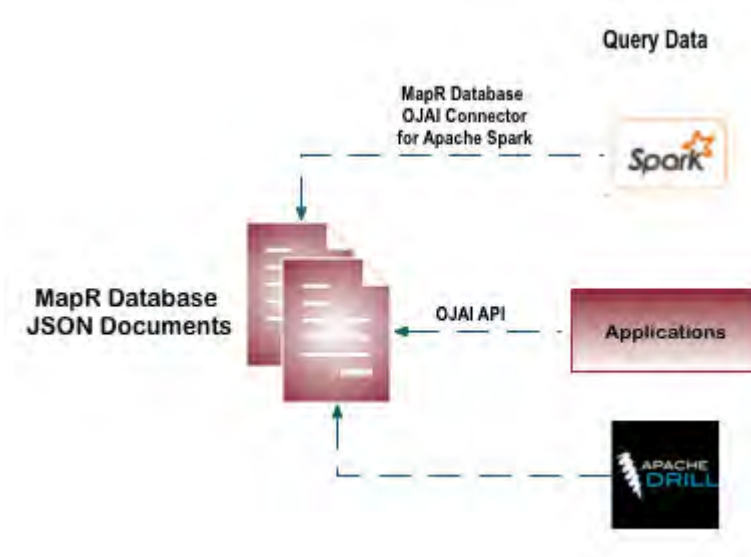 Query Data
MapR Database
OJAI Connector
for Apache Spark
Spark
MapR Database
JSON Documents
OJAI API
Applications
APACHE
DRILL